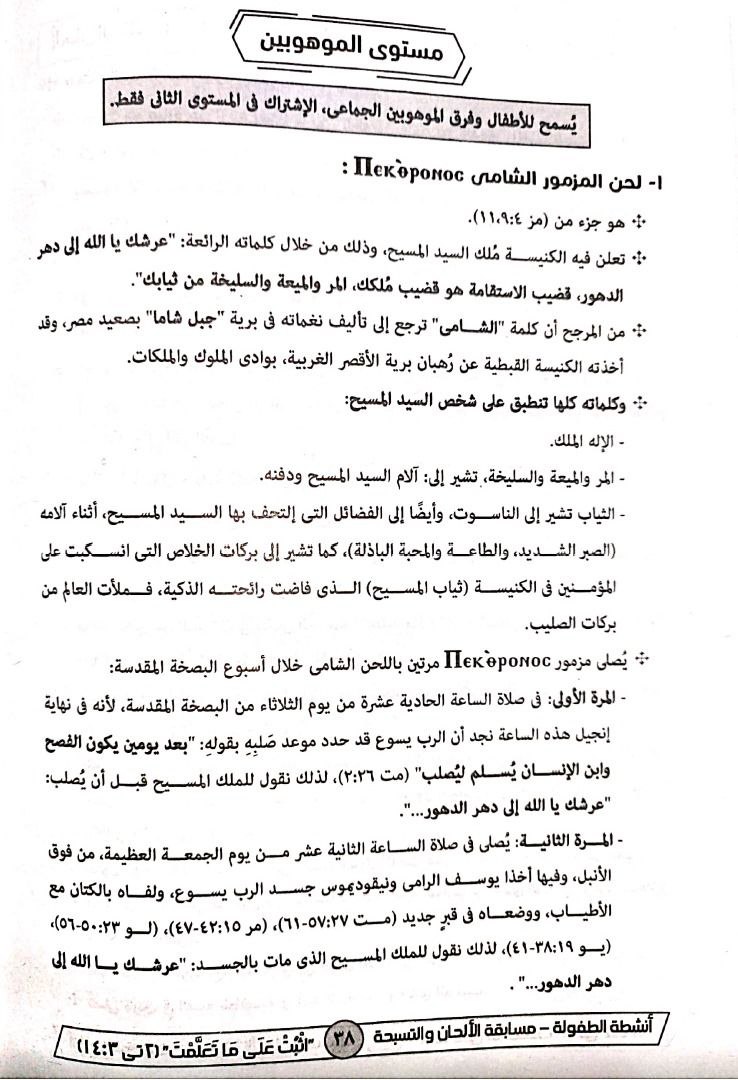 مستوى الموهوبين
يُسمح للأطفال وفرق الموهوبين الجماعى، الإشتراك فى المستوى الثانى فقط.
١- لحن المزمور الشامى Πεκ̀ⲑⲣⲟⲛⲟⲥ :
هو جزء من (مز ٤:٩،١١).
تعلن فيه الكنيسة مُلك السيد المسيح، وذلك من خلال كلماته الرائعة: "عرشك يا الله إلى دهر
الدهور، قضيب الاستقامة هو قضيب مُلكك، المر والميعة والسليخة من ثيابك".
من المرجح أن كلمة "الشامى" ترجع إلى تأليف نغماته فى برية "جبل شاما" بصعيد مصر، وقد
أخذته الكنيسة القبطية عن رُهبان برية الأقصر الغربية، بوادى الملوك والملكات.
وكلماته كلها تنطبق على شخص السيد المسيح:
- الإله الملك.
- المر والميعة والسليخة، تشير إلى: آلام السيد المسيح ودفنه.
- الثياب تشير إلى الناسوت، وأيضًا إلى الفضائل التى إلتحف بها السيد المسيح، أثناء آلامه
(الصبر الشديد، والطاعة والمحبة الباذلة)، كما تشير إلى بركات الخلاص التى انسكبت على
المؤمنين فى الكنيسة (ثياب المسيح) الذى فاضت رائحته الذكية، فملأت العالم من
بركات الصليب.
يُصلى مزمور Πεκ̀ⲑⲣⲟⲛⲟⲥ مرتين باللحن الشامى خلال أسبوع البصخة المقدسة:
- المرة الأولى: فى صلاة الساعة الحادية عشرة من يوم الثلاثاء من البصخة المقدسة، لأنه فى نهاية
إنجيل هذه الساعة نجد أن الرب يسوع قد حدد موعد صَلبِهِ بقولهِ: "بعد يومين يكون الفصح
وابن الإنسان يُسلم ليُصلب" (مت ٢:٢٦)، لذلك نقول للملك المسيح قبل أن يُصلب:
"عرشك يا الله إلى دهر الدهور...".
- المرة الثانية: يُصلى فى صلاة الساعة الثانية عشر من يوم الجمعة العظيمة، من فوق
الأنبل، وفيها أخذا يوسف الرامى ونيقوديموس جسد الرب يسوع، ولفاه بالكتان مع
الأطياب، ووضعاه فى قبرٍ جديد (مت ٥٧:٢٧-٦١)، (مر ٤٢:١٥-٤٧)، (لو ٥٠:٢٣-٥٦)،
(يو ٣٨:١٩-٤١)، لذلك نقول للملك المسيح الذى مات بالجسد: "عرشك يا الله إلى
دهر الدهور..." .
أنشطة الطفولة – مسابقة الألحان والتسبحة ٣٨ "اثْبُتْ عَلَى مَا تَعَلَّمْتَ" (٢تى ١٤:٣)